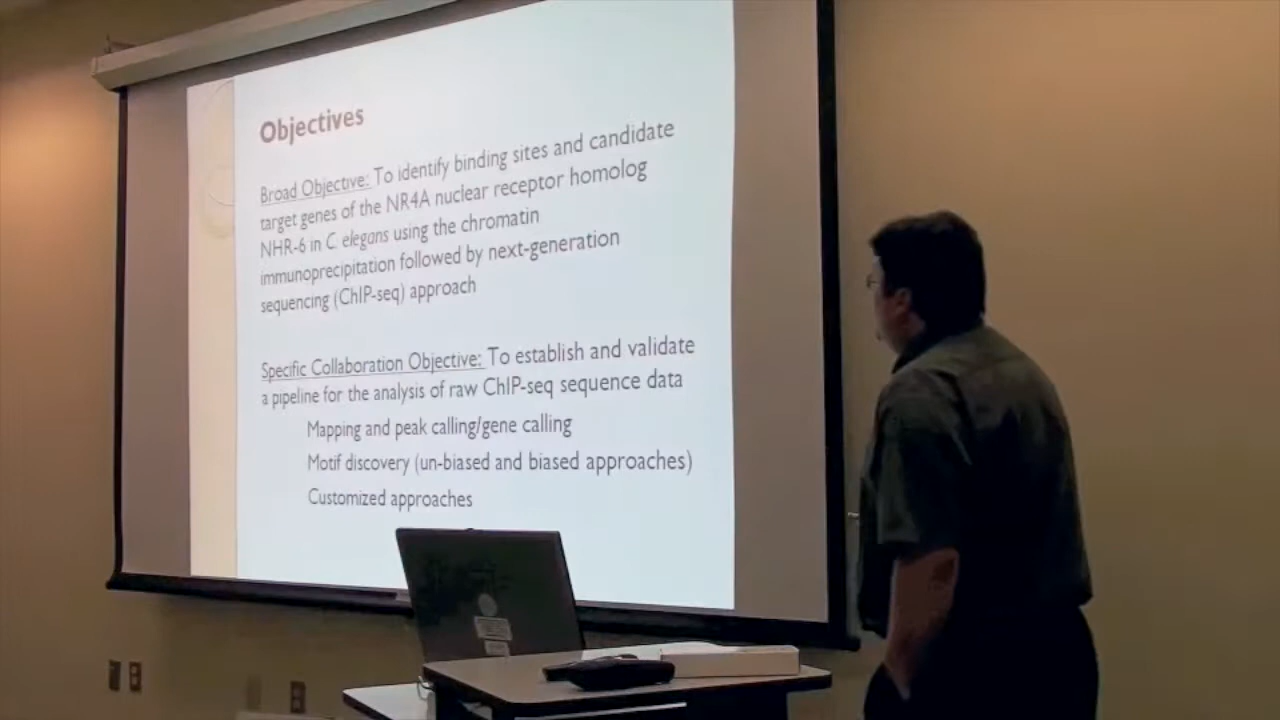 Objectives
Broad Objective: To identify binding sites and candidate
target genes of the NR4A nuclear receptor homolog
NHR-6 in C. elegans using the chromatin
immunoprecipitation followed by next-generation
sequencing (ChIP-seq) approach
Specific Collaboration Objective: To establish and validate
a pipeline for the analysis of raw ChIP-seq sequence data
Mapping and peak calling/gene calling
Motif discovery (un-biased and biased approaches)
Customized approaches